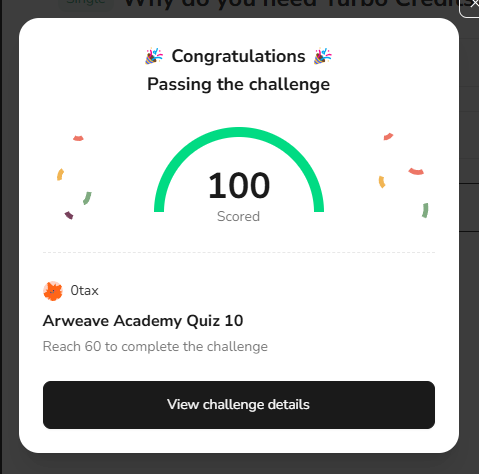 Single Why do you need Turbo Credits
Congratulations
Passing the challenge
100
Scored
0tax
Arweave Academy Quiz 10
Reach 60 to complete the challenge
View challenge details